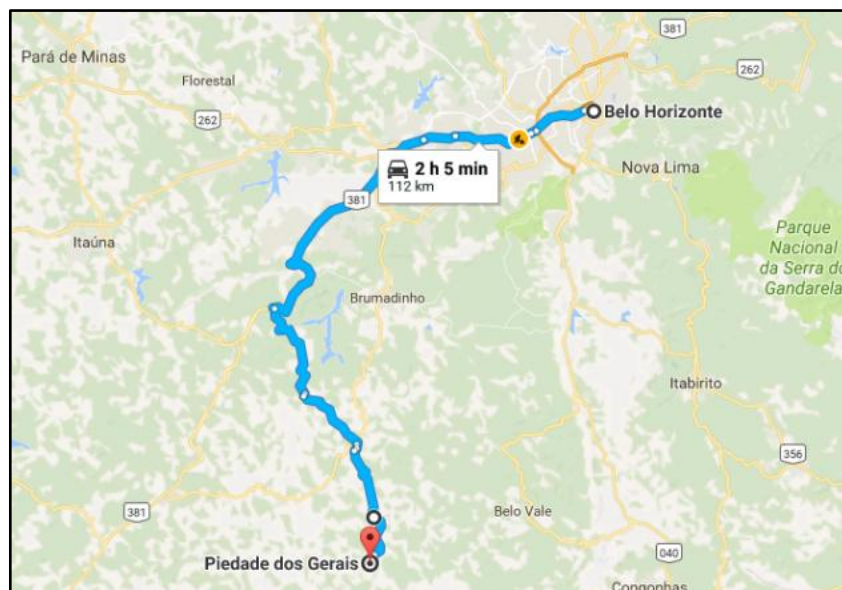 381
Pará de Minas
262
Florestal
262
Belo Horizonte
2 h 5 min
112 km
Nova Lima
381
Itaúna
Parque
Nacional
da Serra do
Gandarela
Brumadinho
Itabirito
356
381
Belo Vale
040
Piedade dos Gerais
Congonhas